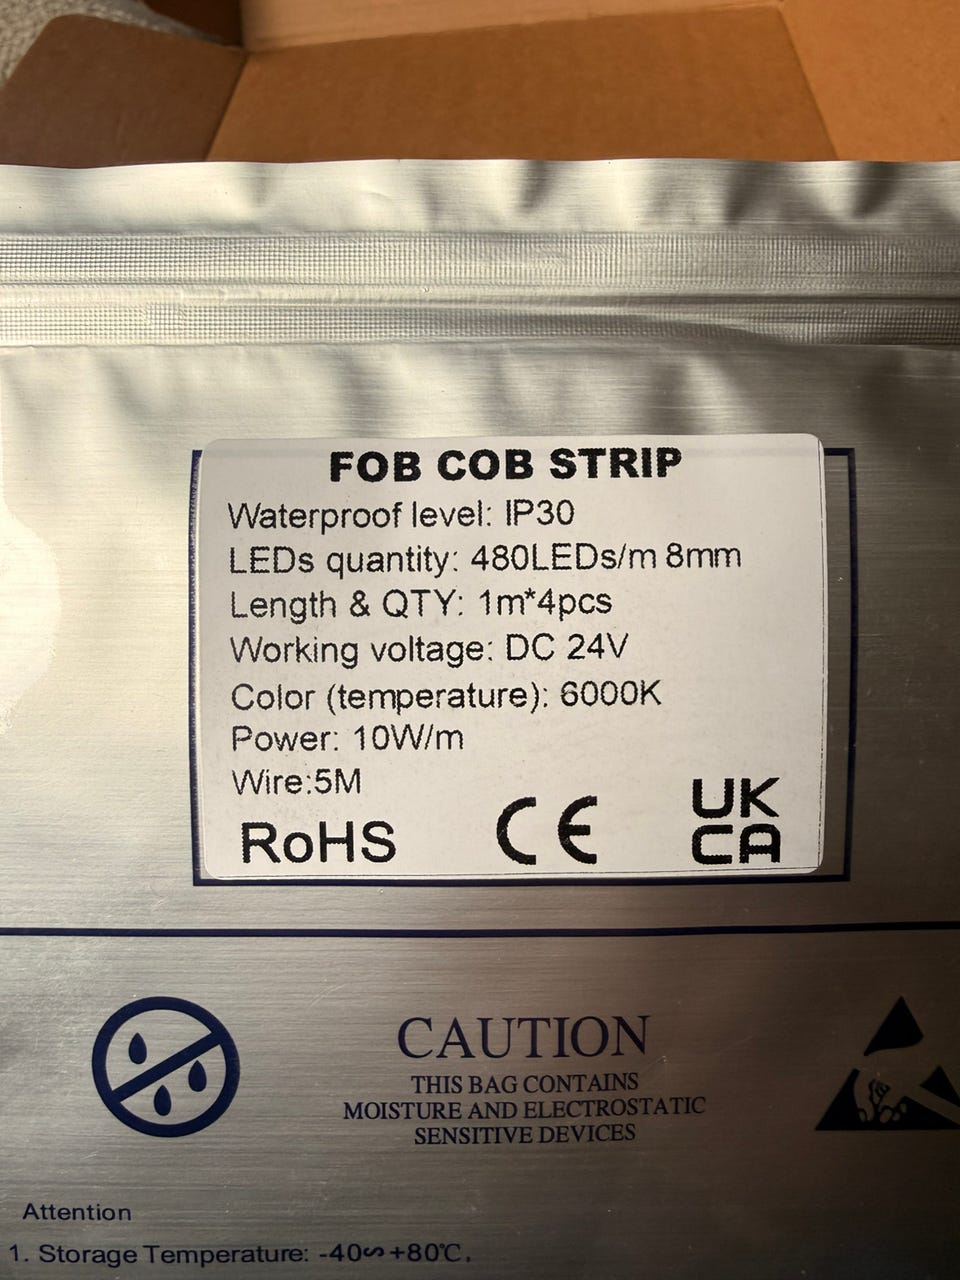 FOB COB STRIP
Waterproof level: IP30
LEDs quantity: 480LEDs/m 8mm
Length & QTY: 1m*4pcs
Working voltage: DC 24V
Color (temperature): 6000K
Power: 10W/m
Wire:5M
RoHS CE UK
CA
CAUTION
THIS BAG CONTAINS
MOISTURE AND ELECTROSTATIC
SENSITIVE DEVICES
Attention
1. Storage Temperature: -40∽+80℃,